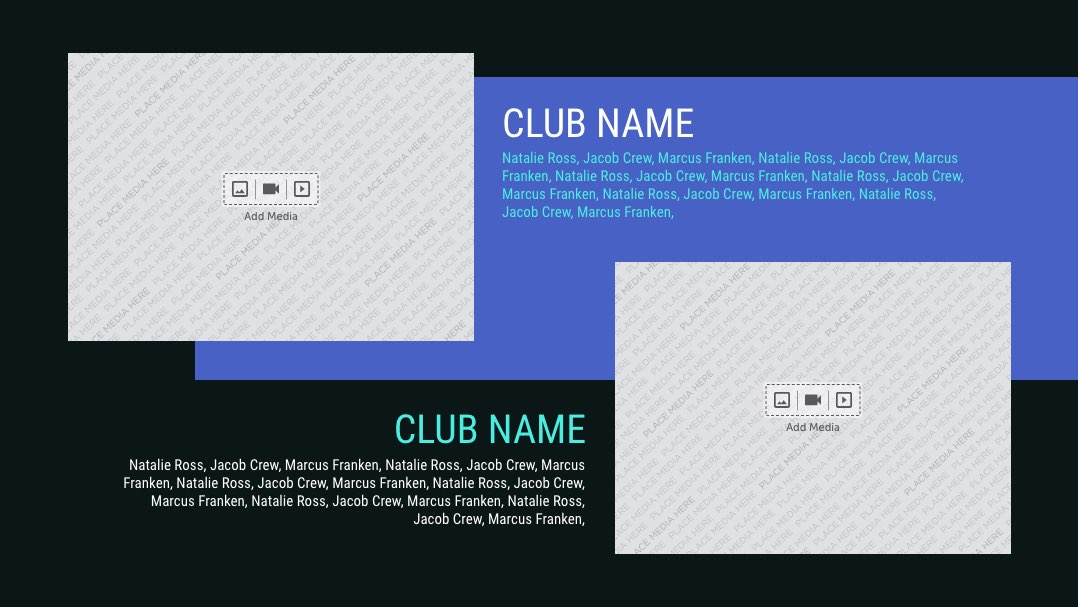 Add Media
CLUB NAME
Natalie Ross, Jacob Crew, Marcus Franken, Natalie Ross, Jacob Crew, Marcus
Franken, Natalie Ross, Jacob Crew, Marcus Franken, Natalie Ross, Jacob Crew,
Marcus Franken, Natalie Ross, Jacob Crew, Marcus Franken, Natalie Ross,
Jacob Crew, Marcus Franken,
CLUB NAME
Natalie Ross, Jacob Crew, Marcus Franken, Natalie Ross, Jacob Crew, Marcus
Franken, Natalie Ross, Jacob Crew, Marcus Franken, Natalie Ross, Jacob Crew,
Marcus Franken, Natalie Ross, Jacob Crew, Marcus Franken, Natalie Ross,
Jacob Crew, Marcus Franken,
Add Media
PLACE MEDIA HERE